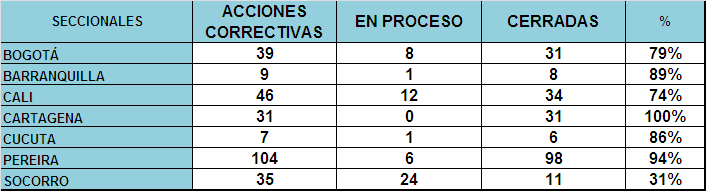 SECCIONALES ACCIONES CORRECTIVAS EN PROCESO CERRADAS %
BOGOTÁ 39 8 31 79%
BARRANQUILLA 9 1 8 89%
CALI 46 12 34 74%
CARTAGENA 31 0 31 100%
CUCUTA 7 1 6 86%
PEREIRA 104 6 98 94%
SOCORRO 35 24 11 31%